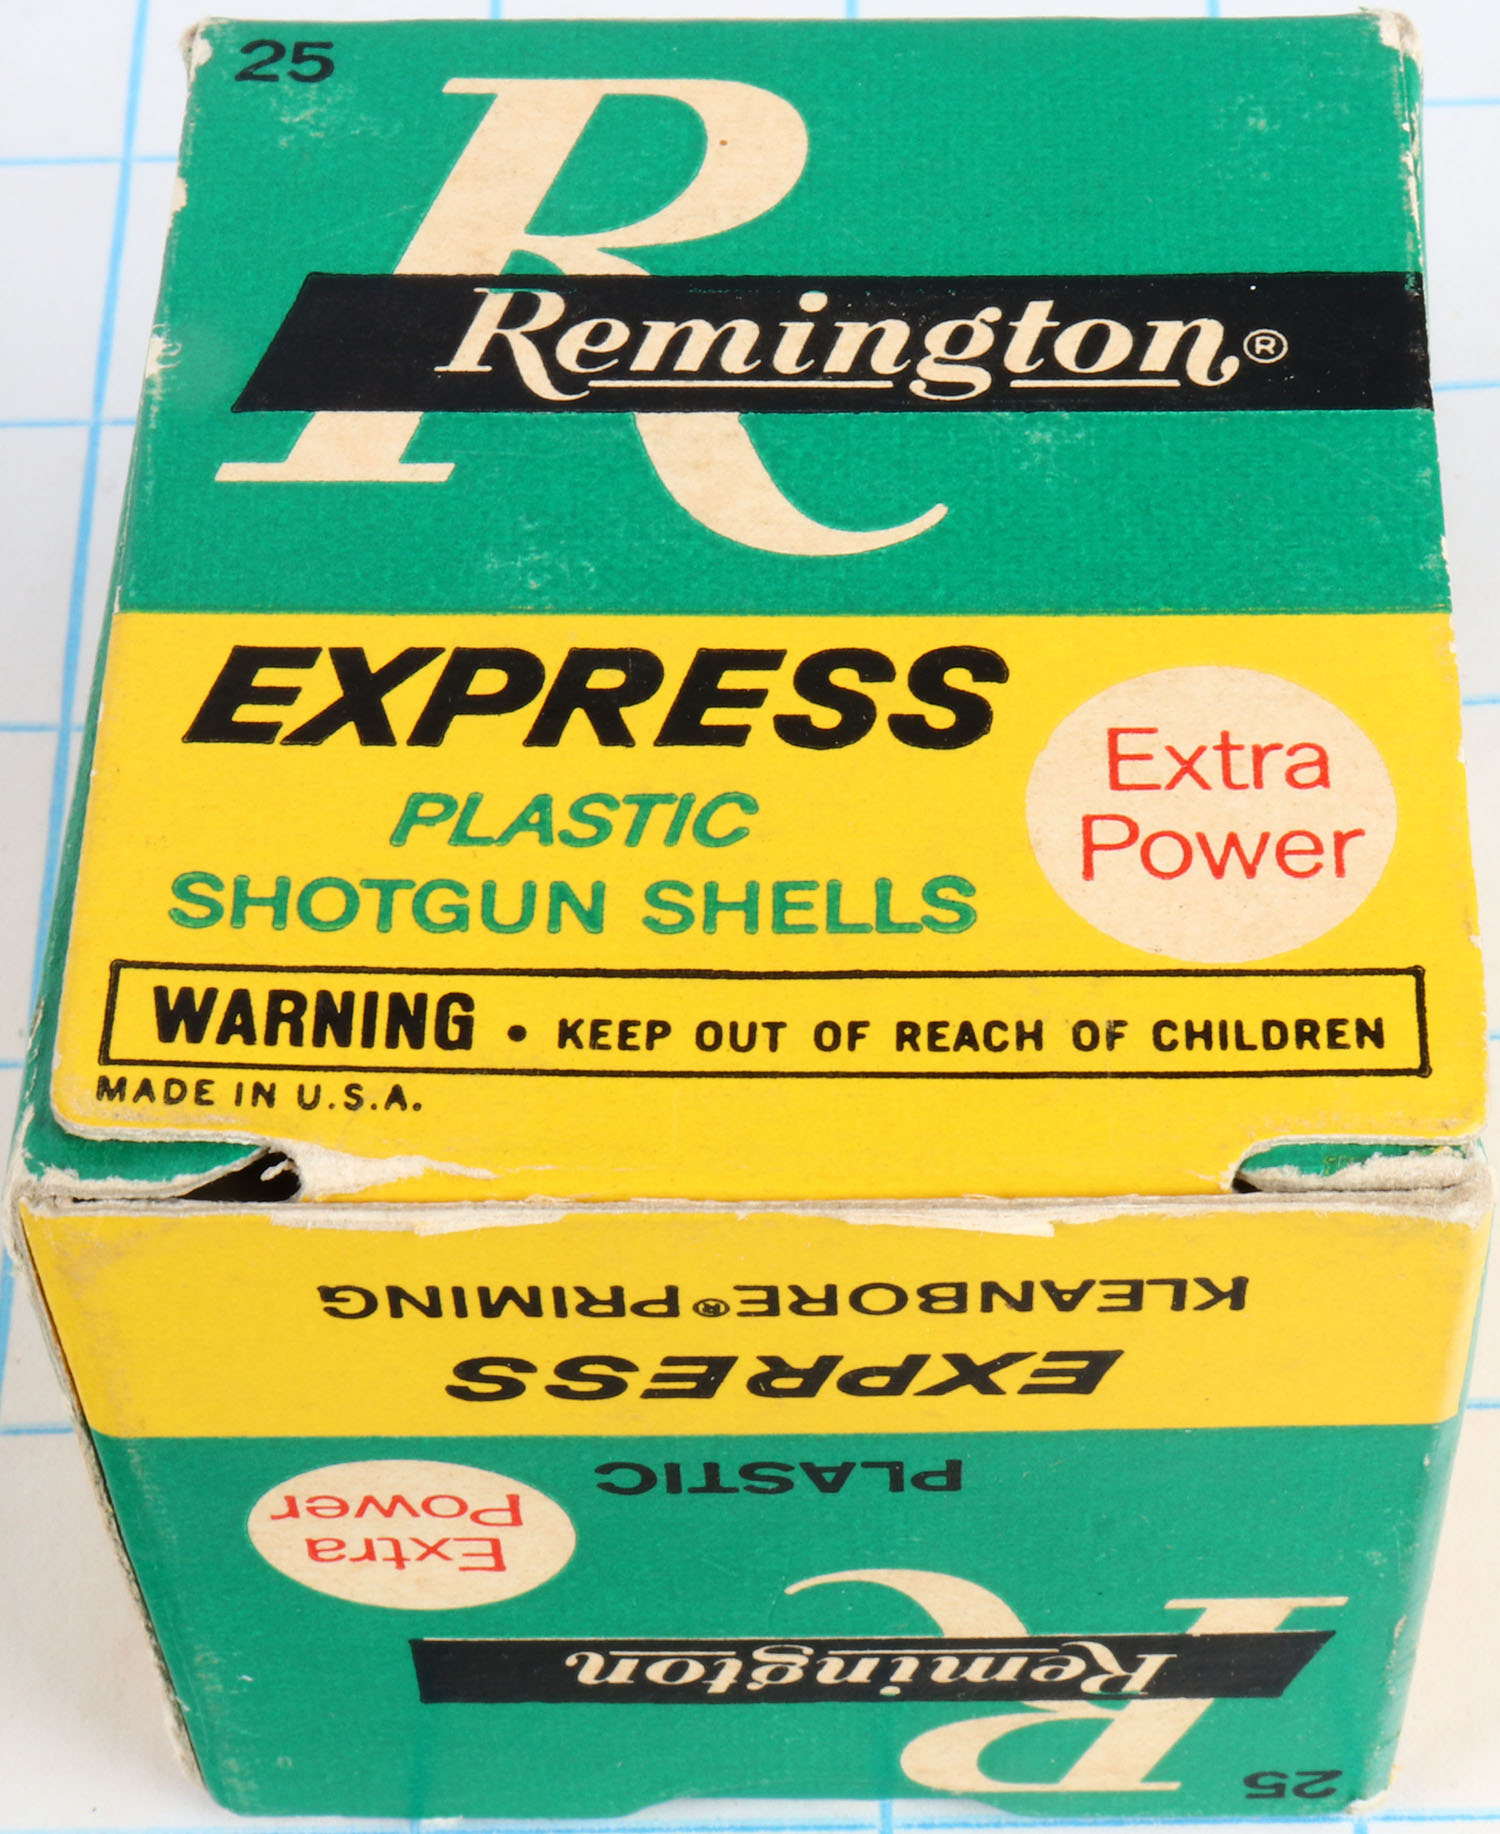 25
R
Remington®
EXPRESS
PLASTIC
SHOTGUN SHELLS
Extra
Power
WARNING • KEEP OUT OF REACH OF CHILDREN
MADE IN U.S.A.
25
R
Remington
Extra
Power
PLASTIC
EXPRESS
KLEANBORE® PRIMING